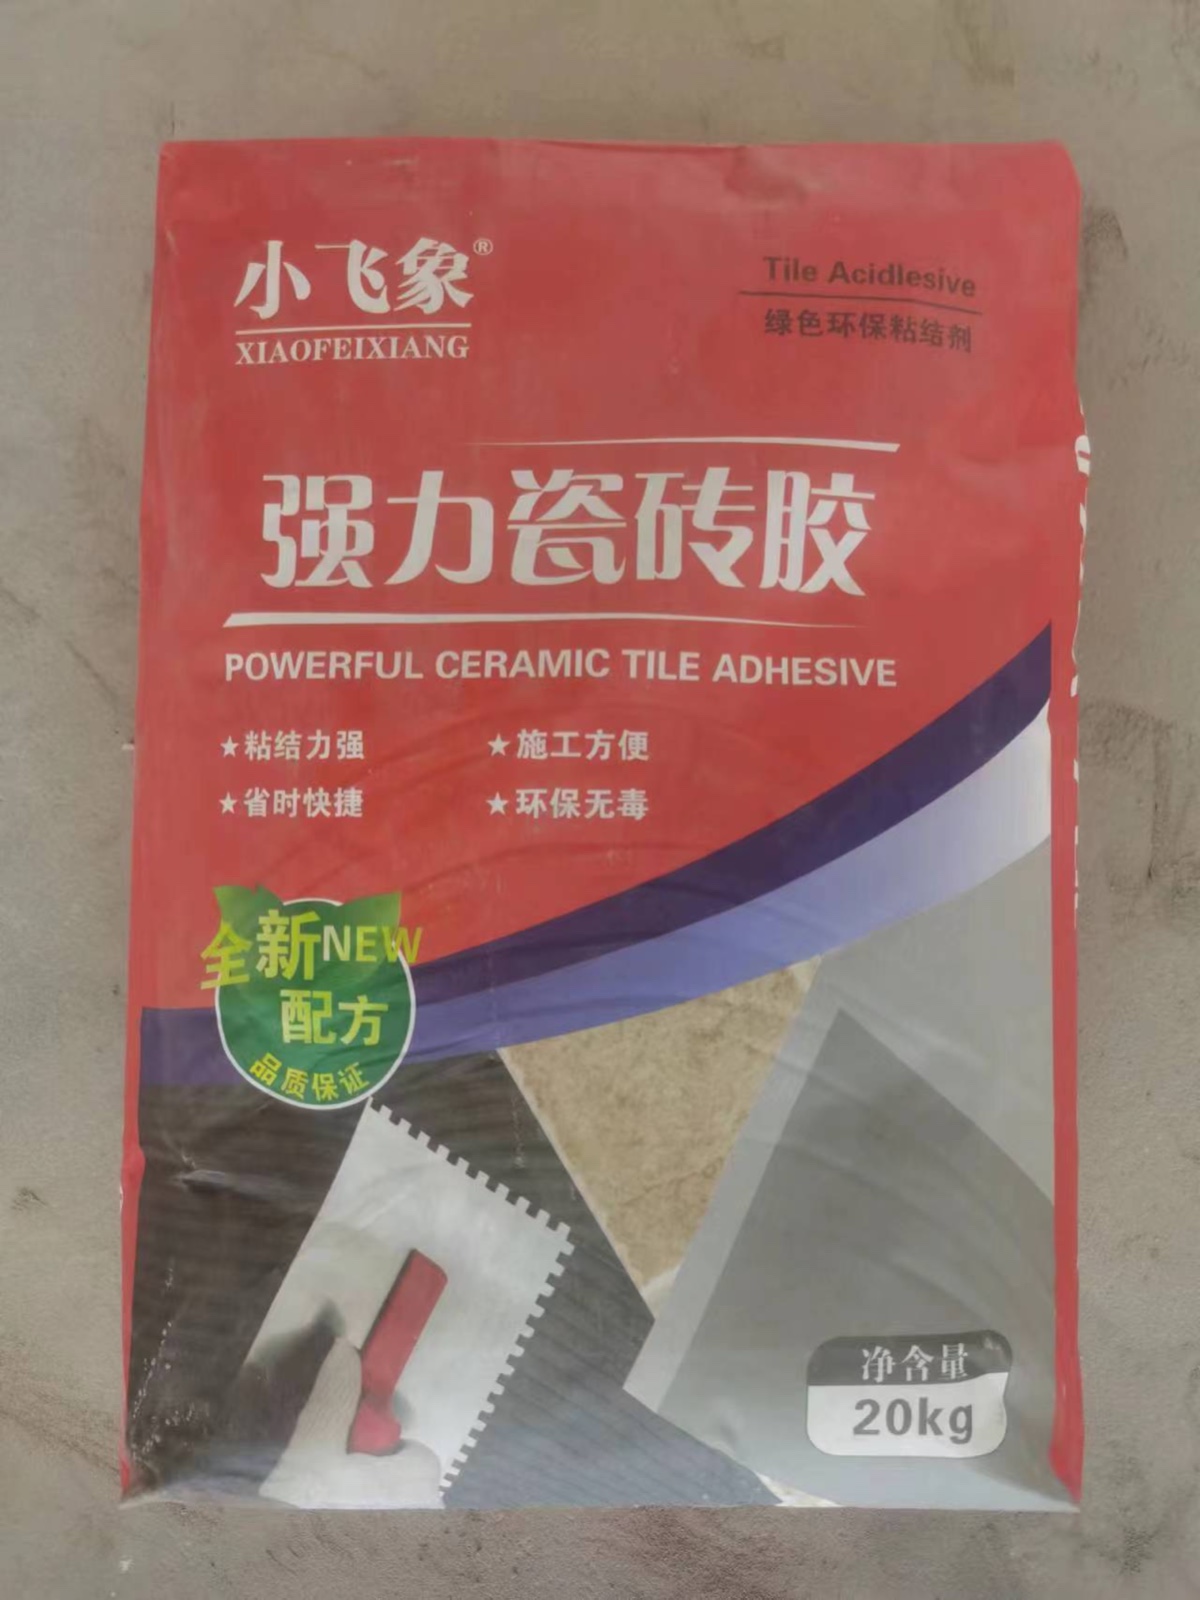 小飞象®
XIAOFEIXIANG
Tile Acidlesive
绿色环保粘结剂
强力瓷砖胶
POWERFUL CERAMIC TILE ADHESIVE
★粘结力强 ★施工方便
★省时快捷 ★环保无毒
全新NEW
配方
品质保证
净含量
20kg